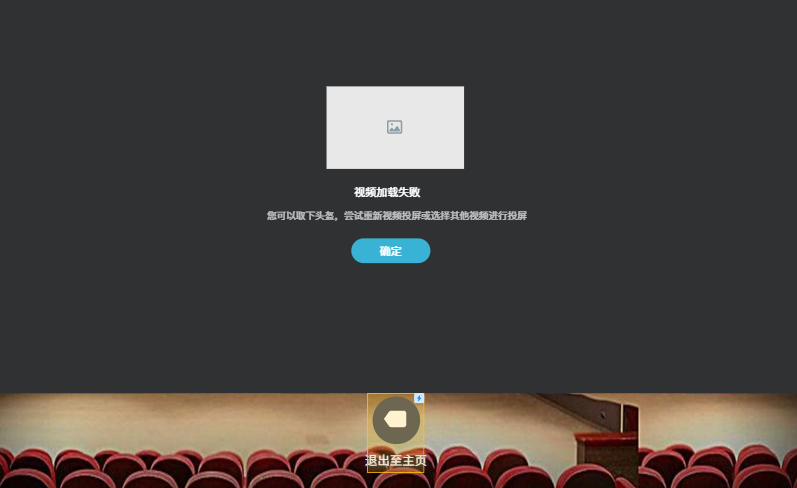 视频加载失败
您可以取下头盔，尝试重新视频投屏或选择其他视频进行投屏
确定
退出至主页